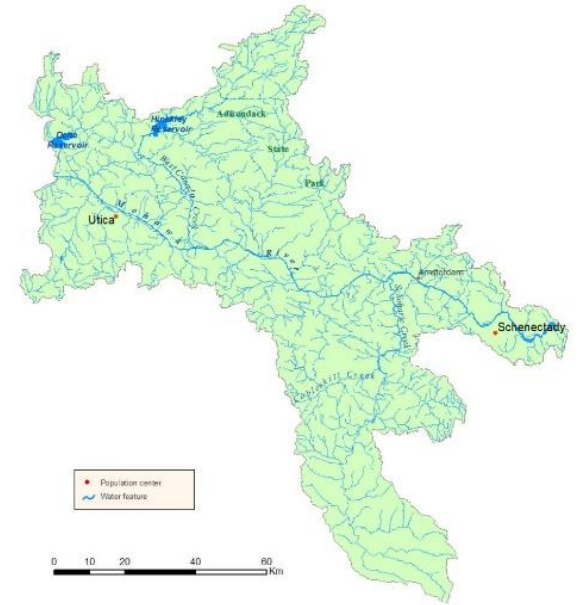 Hinckley
Reservoir
Adirondack
Delta
Reservoir
State
West Canada Creek
Park
Utica
Mohawk
River
Amsterdam
Schoharie Creek
Schenectady
Cobleskill Creek
Population center
Water feature
0 10 20 40 60
Km